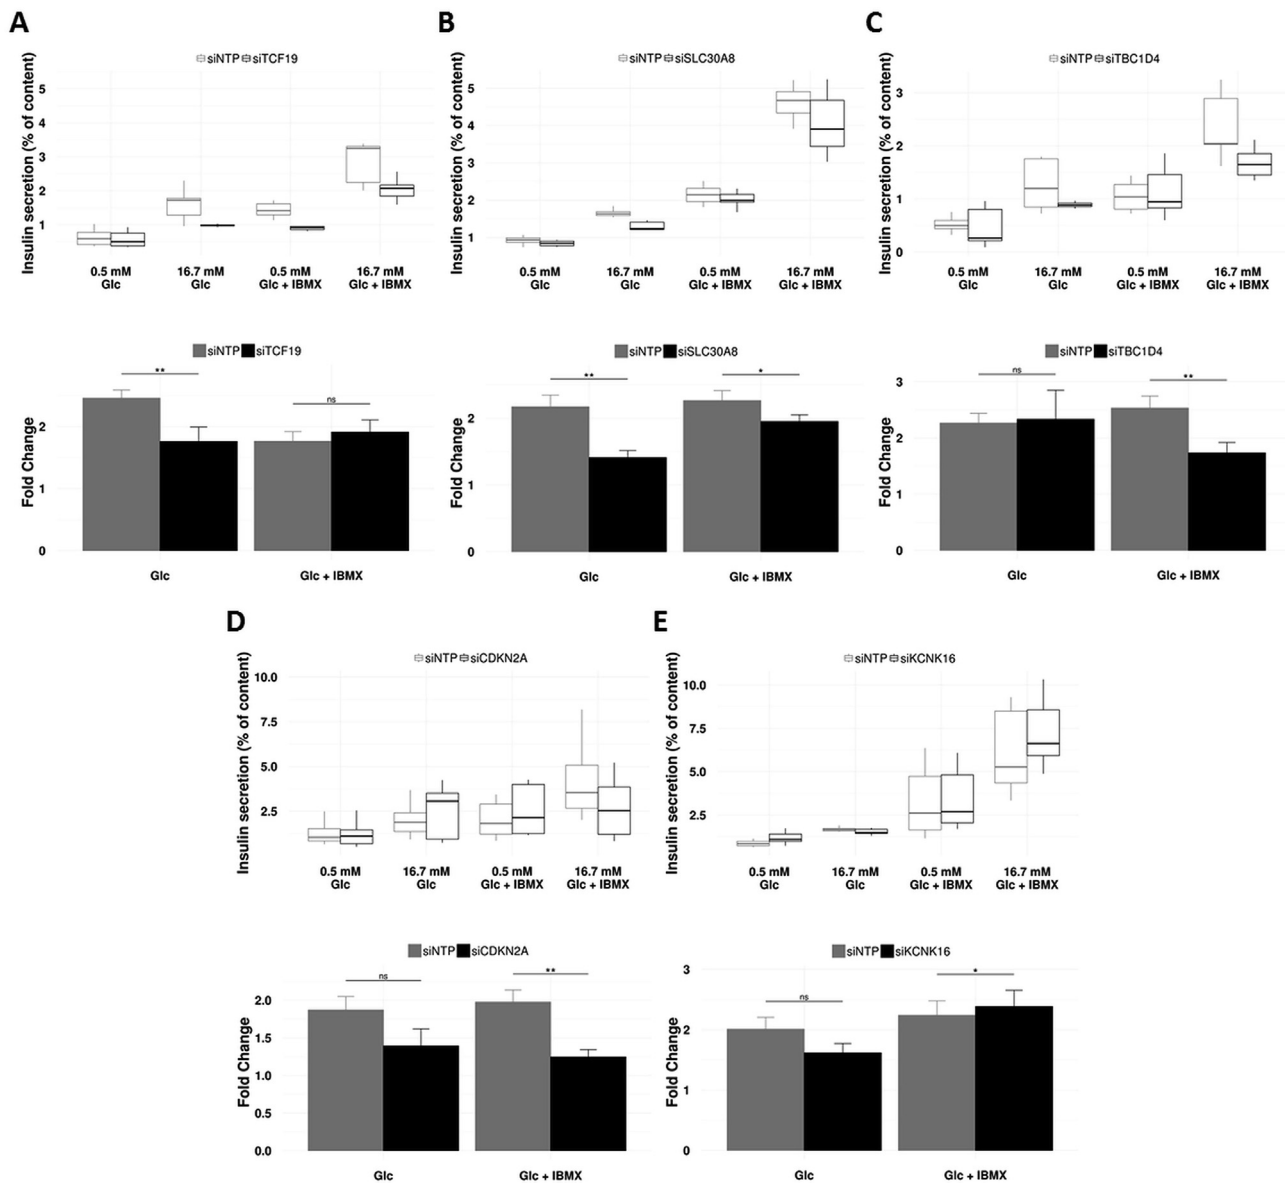 A
siNTP siTCF19
Insulin secretion (% of content)
5
4
3
2
1
0.5 mM
Glc
16.7 mM
Glc
0.5 mM
Glc + IBMX
16.7 mM
Glc + IBMX
siNTP siTCF19
Fold Change
**
ns
2
1
0
Glc
Glc + IBMX
B
siNTP siSLC30A8
Insulin secretion (% of content)
5
4
3
2
1
0.5 mM
Glc
16.7 mM
Glc
0.5 mM
Glc + IBMX
16.7 mM
Glc + IBMX
siNTP siSLC30A8
Fold Change
**
*
2
1
0
Glc
Glc + IBMX
C
siNTP siTBC1D4
Insulin secretion (% of content)
3
2
1
0
0.5 mM
Glc
16.7 mM
Glc
0.5 mM
Glc + IBMX
16.7 mM
Glc + IBMX
siNTP siTBC1D4
Fold Change
ns
**
3
2
1
0
Glc
Glc + IBMX
D
siNTP siCDKN2A
Insulin secretion (% of content)
10.0
7.5
5.0
2.5
0.5 mM
Glc
16.7 mM
Glc
0.5 mM
Glc + IBMX
16.7 mM
Glc + IBMX
siNTP siCDKN2A
Fold Change
ns
**
2.0
1.5
1.0
0.5
0.0
Glc
Glc + IBMX
E
siNTP siKCNK16
Insulin secretion (% of content)
10.0
7.5
5.0
2.5
0.5 mM
Glc
16.7 mM
Glc
0.5 mM
Glc + IBMX
16.7 mM
Glc + IBMX
siNTP siKCNK16
Fold Change
ns
*
3
2
1
0
Glc
Glc + IBMX